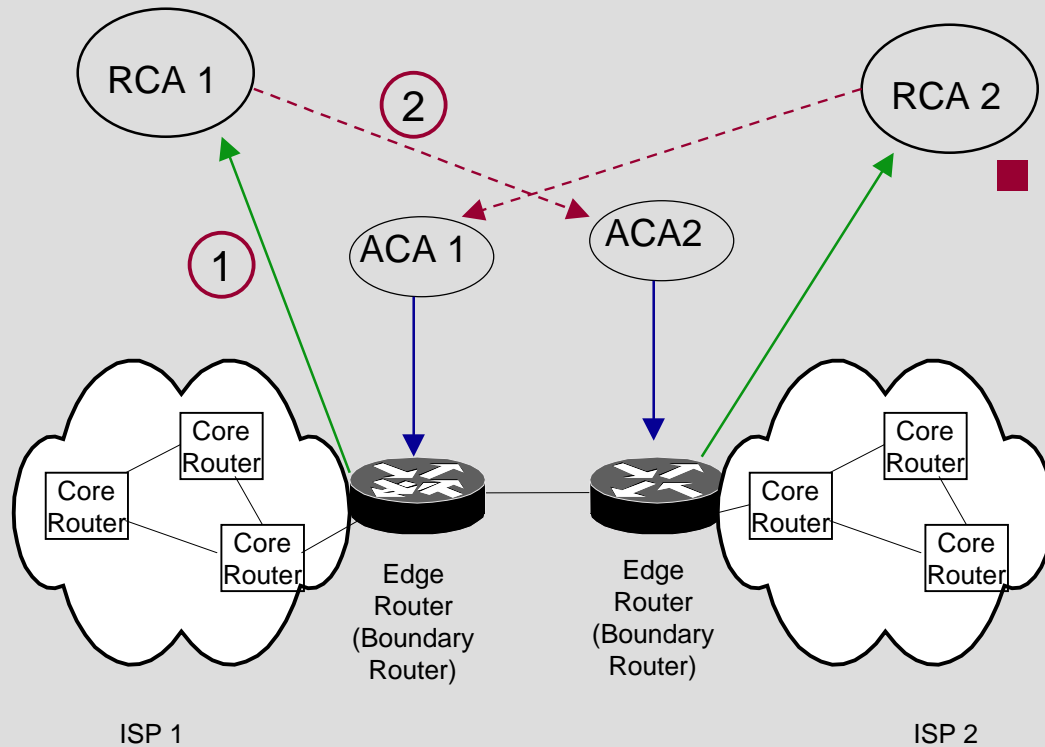 RCA 1
2
RCA 2
ACA 1
ACA2
1
Core
Router
Core
Router
Core
Router
Core
Router
Core
Router
Core
Router
Edge
Router
(Boundary
Router)
Edge
Router
(Boundary
Router)
ISP 1
ISP 2